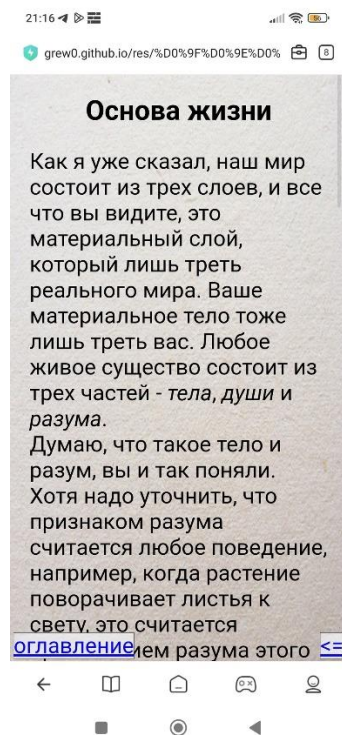 21:16
grew0.github.io/res/%D0%9F%D0%9E%D0%
8
Основа жизни
Как я уже сказал, наш мир
состоит из трех слоев, и все
что вы видите, это
материальный слой,
который лишь треть
реального мира. Ваше
материальное тело тоже
лишь треть вас. Любое
живое существо состоит из
трех частей - тела, души и
разума.
Думаю, что такое тело и
разум, вы и так поняли.
Хотя надо уточнить, что
признаком разума
считается любое поведение,
например, когда растение
поворачивает листья к
свету, это считается
оглавление ием разума этого <=